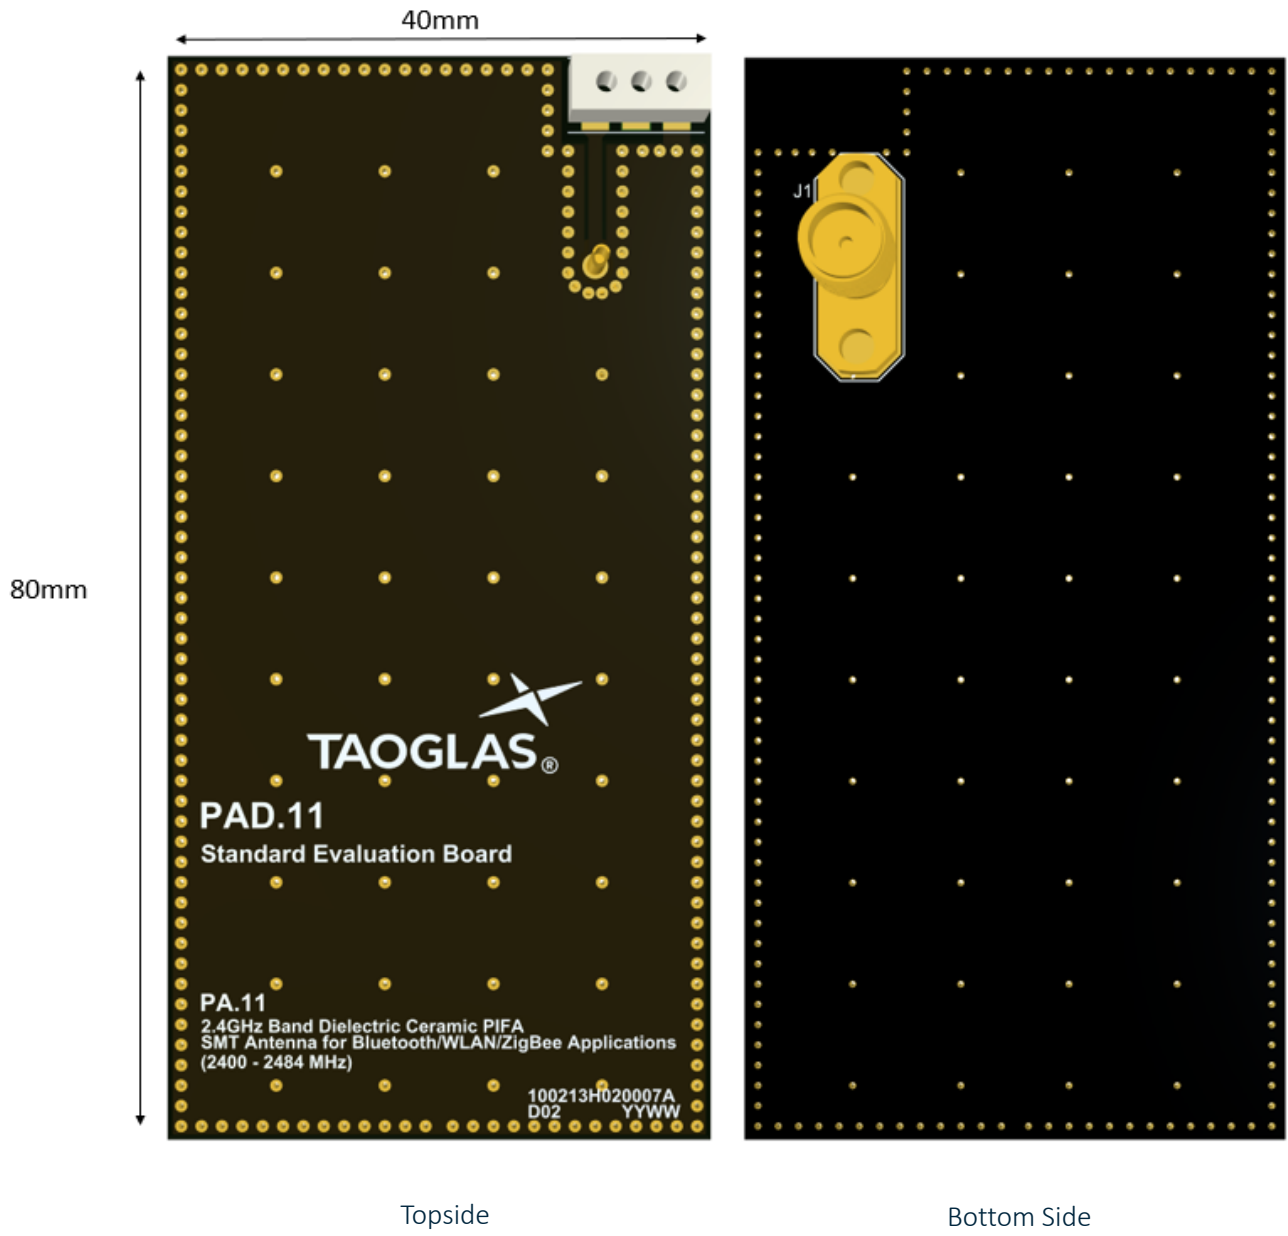 40mm
80mm
J1
TAOGLAS®
PAD.11
Standard Evaluation Board
PA.11
2.4GHz Band Dielectric Ceramic PIFA
SMT Antenna for Bluetooth/WLAN/ZigBee Applications
(2400 - 2484 MHz)
100213H020007A
D02 YYWW
Topside
Bottom Side